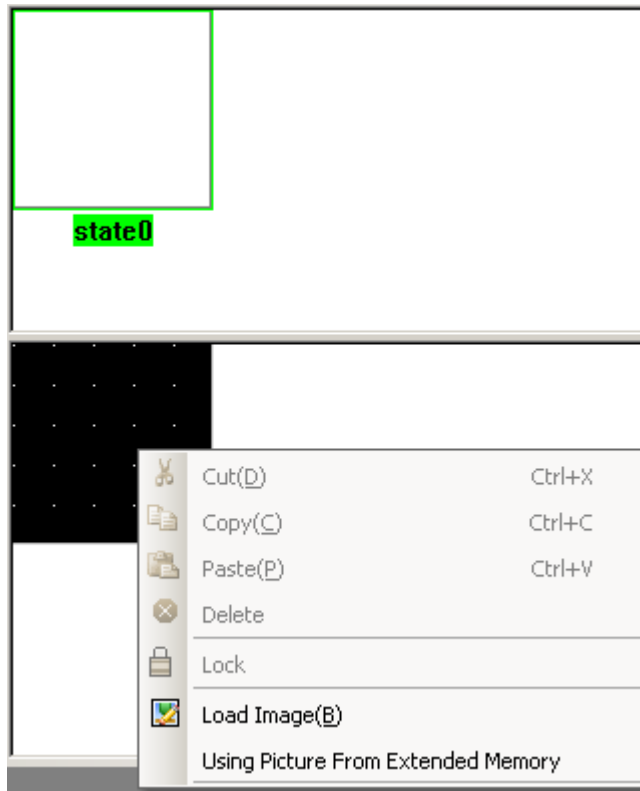 state0
Cut(D) Ctrl+X
Copy(C) Ctrl+C
Paste(P) Ctrl+V
Delete
Lock
Load Image(B)
Using Picture From Extended Memory